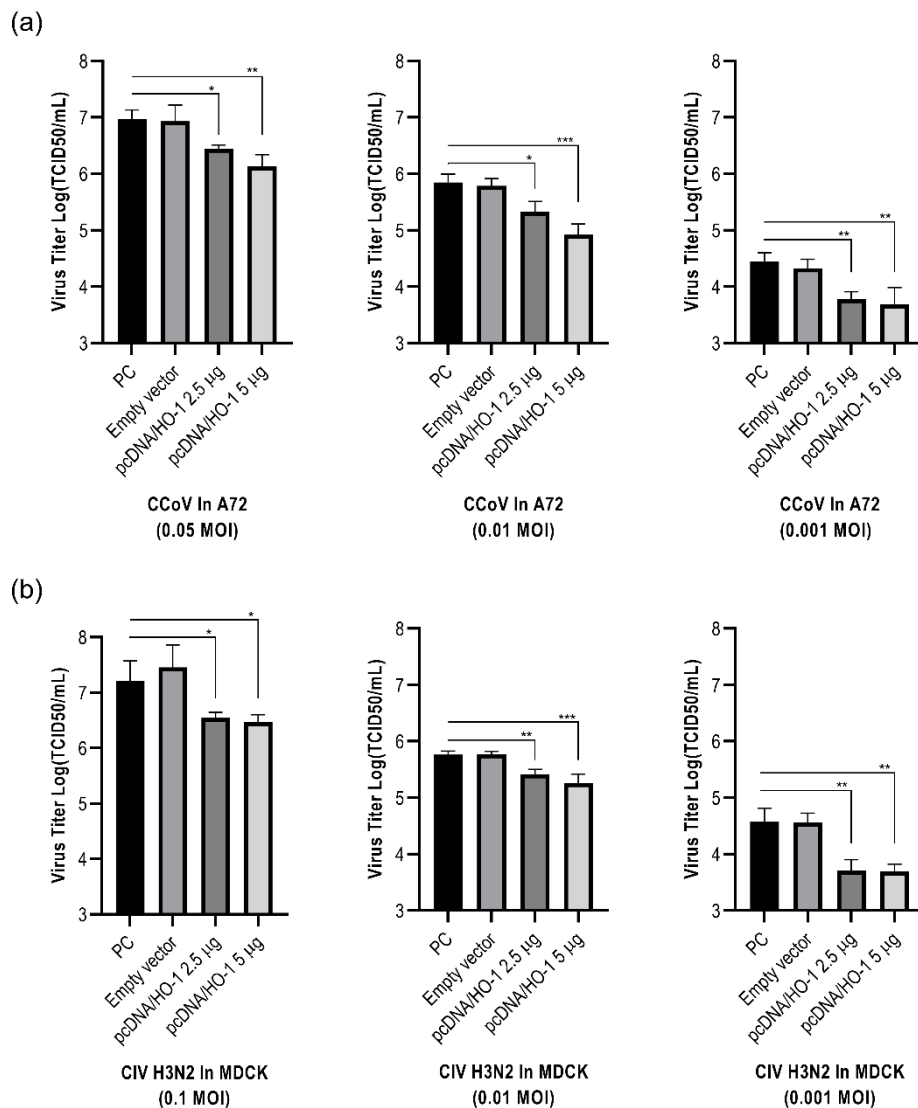 (a)
Virus Titer Log(TCID50/mL)
8
7
6
5
4
3
*
**
PC
Empty vector
pcDNA/HO-1 2.5 µg
pcDNA/HO-1 5 µg
CCoV In A72
(0.05 MOI)
Virus Titer Log(TCID50/mL)
8
7
6
5
4
3
*
***
PC
Empty vector
pcDNA/HO-1 2.5 µg
pcDNA/HO-1 5 µg
CCoV In A72
(0.01 MOI)
Virus Titer Log(TCID50/mL)
8
7
6
5
4
3
**
**
PC
Empty vector
pcDNA/HO-1 2.5 µg
pcDNA/HO-1 5 µg
CCoV In A72
(0.001 MOI)
(b)
Virus Titer Log(TCID50/mL)
8
7
6
5
4
3
*
*
PC
Empty vector
pcDNA/HO-1 2.5 µg
pcDNA/HO-1 5 µg
CIV H3N2 In MDCK
(0.1 MOI)
Virus Titer Log(TCID50/mL)
8
7
6
5
4
3
**
***
PC
Empty vector
pcDNA/HO-1 2.5 µg
pcDNA/HO-1 5 µg
CIV H3N2 In MDCK
(0.01 MOI)
Virus Titer Log(TCID50/mL)
8
7
6
5
4
3
**
**
PC
Empty vector
pcDNA/HO-1 2.5 µg
pcDNA/HO-1 5 µg
CIV H3N2 In MDCK
(0.001 MOI)